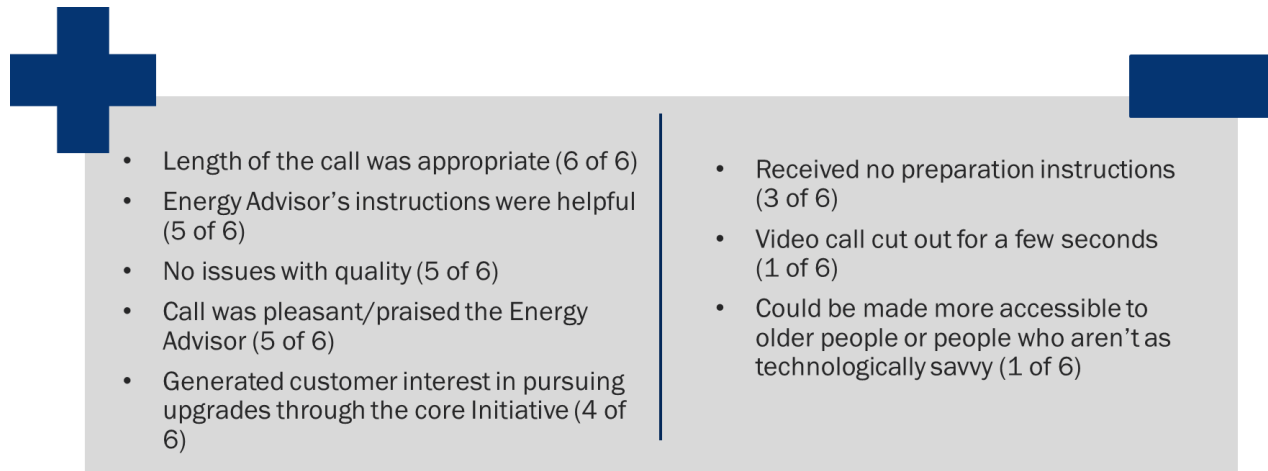 • Length of the call was appropriate (6 of 6)
• Energy Advisor’s instructions were helpful
(5 of 6)
• No issues with quality (5 of 6)
• Call was pleasant/praised the Energy
Advisor (5 of 6)
• Generated customer interest in pursuing
upgrades through the core Initiative (4 of
6)
• Received no preparation instructions
(3 of 6)
• Video call cut out for a few seconds
(1 of 6)
• Could be made more accessible to
older people or people who aren’t as
technologically savvy (1 of 6)